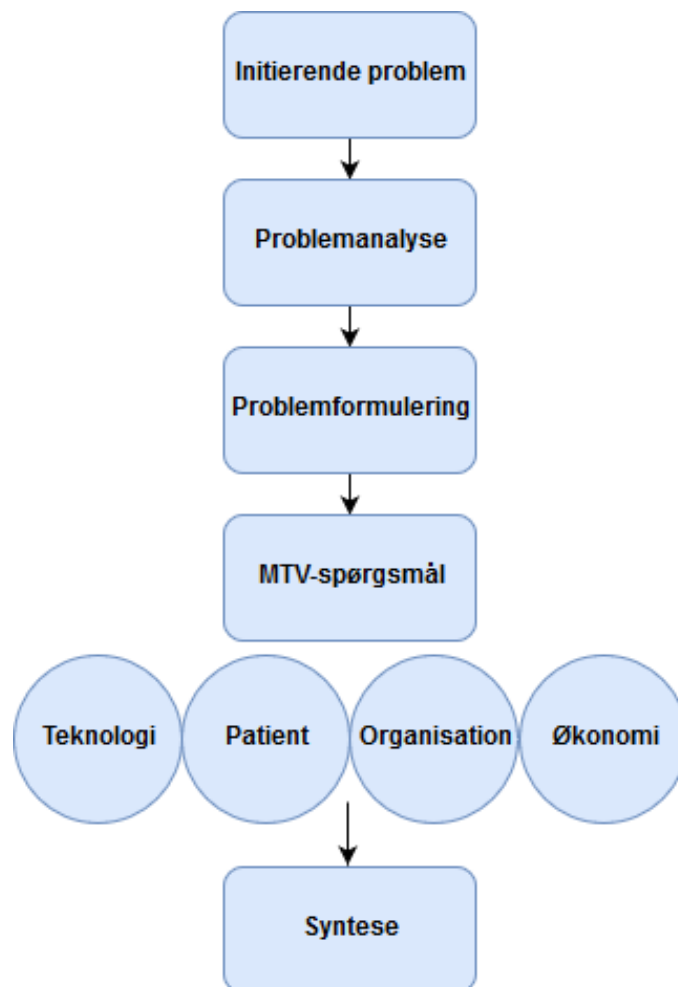 Initierende problem
Problemanalyse
Problemformulering
MTV-spørgsmål
Teknologi Patient Organisation Økonomi
Syntese